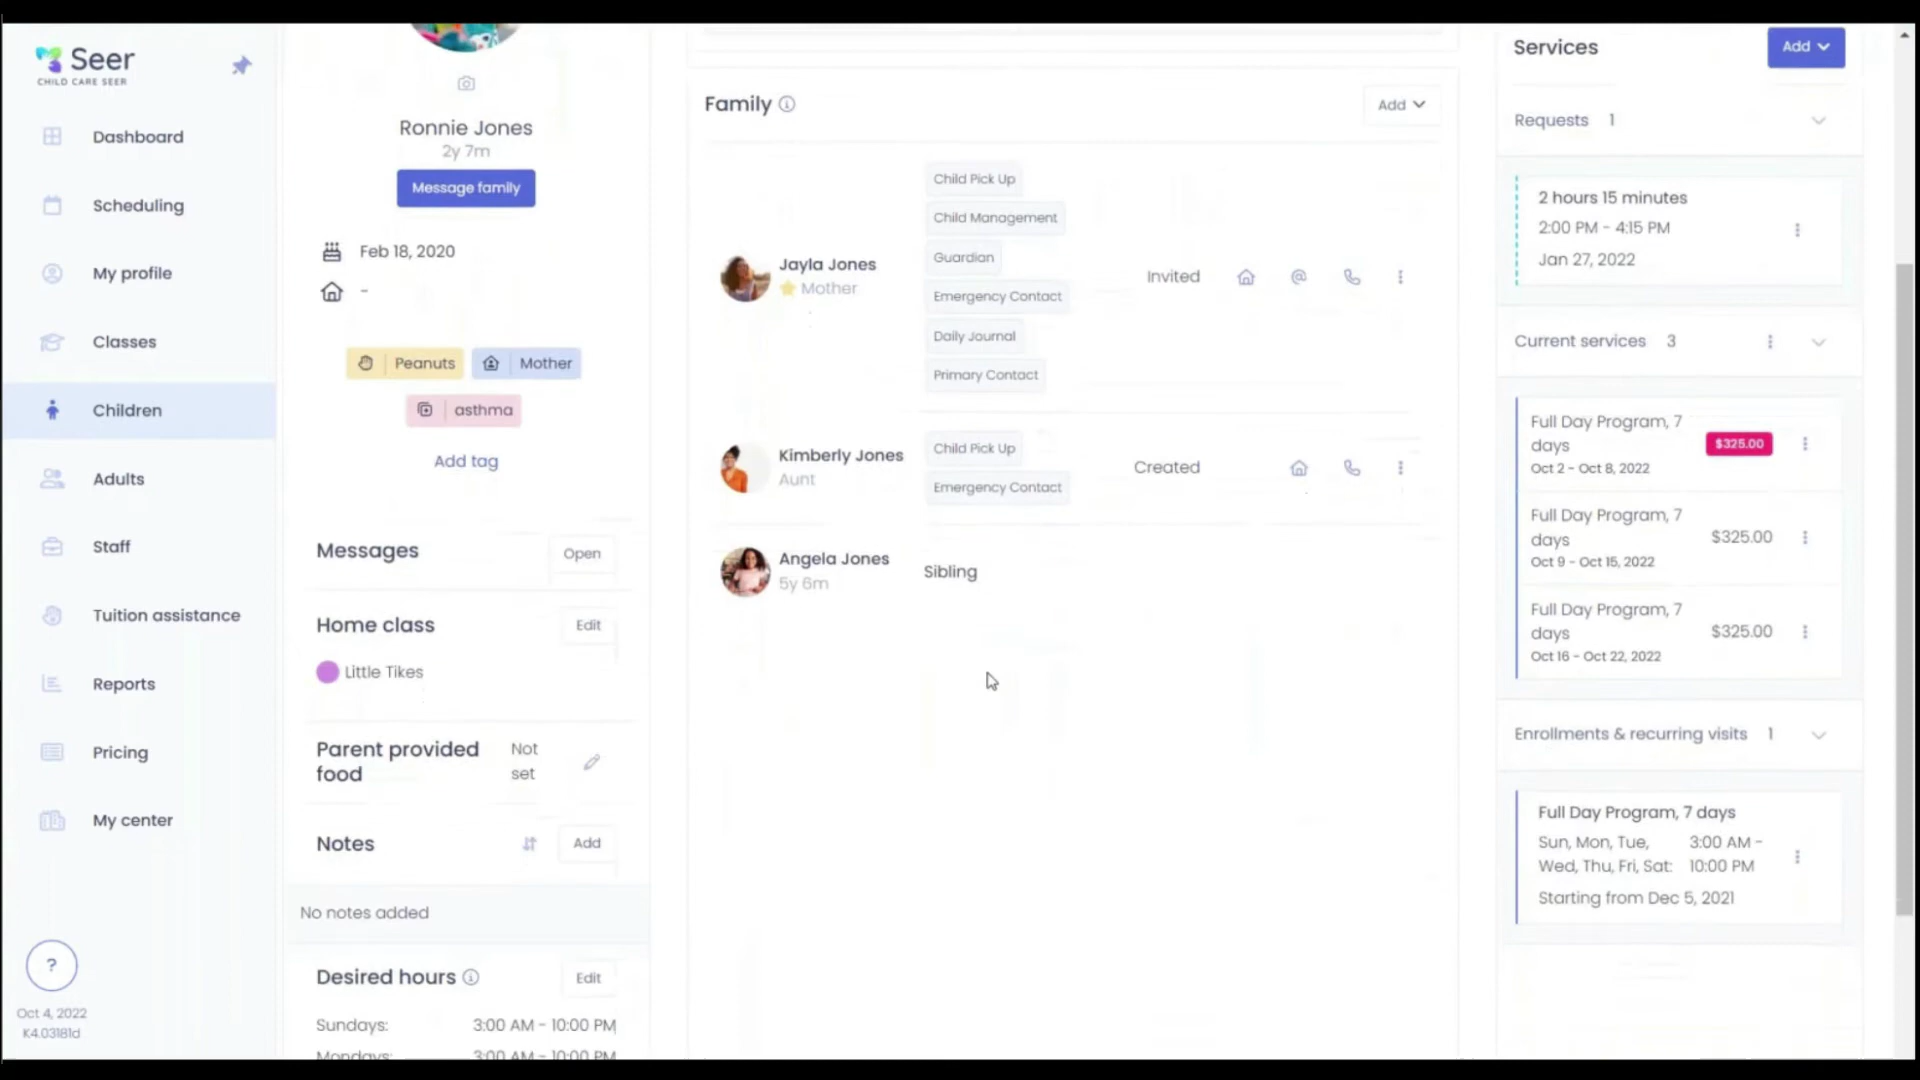 Seer
CHILD CARE SEER
Dashboard
Scheduling
My profile
Classes
Children
Adults
Staff
Tuition assistance
Reports
Pricing
My center
?
Oct 4, 2022
K4.03181d
Ronnie Jones
2y 7m
Message family
Feb 18, 2020
-
Peanuts
Mother
asthma
Add tag
Messages
Open
Home class
Edit
Little Tikes
Parent provided
food
Not
set
Notes
Add
No notes added
Desired hours
Edit
Sundays:
3:00 AM - 10:00 PM
Mondays:
3:00 AM - 10:00 PM
Family
Add
Jayla Jones
Mother
Child Pick Up
Child Management
Guardian
Emergency Contact
Daily Journal
Primary Contact
Invited
Kimberly Jones
Aunt
Child Pick Up
Emergency Contact
Created
Angela Jones
5y 6m
Sibling
Services
Add
Requests 1
2 hours 15 minutes
2:00 PM - 4:15 PM
Jan 27, 2022
Current services 3
Full Day Program, 7
days
Oct 2 - Oct 8, 2022
$325.00
Full Day Program, 7
days
Oct 9 - Oct 15, 2022
$325.00
Full Day Program, 7
days
Oct 16 - Oct 22, 2022
$325.00
Enrollments & recurring visits 1
Full Day Program, 7 days
Sun, Mon, Tue,
Wed, Thu, Fri, Sat:
3:00 AM -
10:00 PM
Starting from Dec 5, 2021